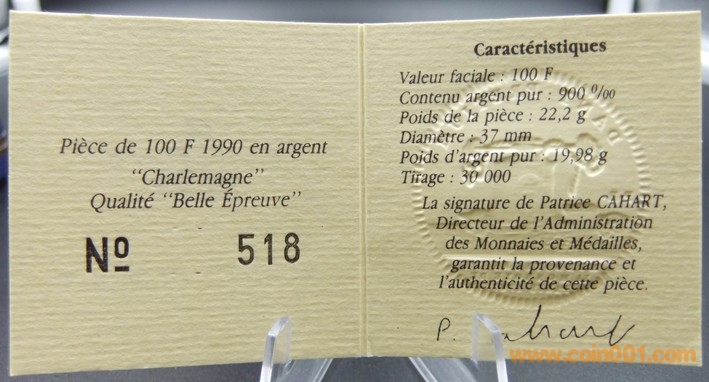 Pièce de 100 F 1990 en argent
"Charlemagne"
Qualité "Belle Épreuve"
Nº 518
Caractéristiques
Valeur faciale : 100 F
Contenu argent pur : 900 ⁰/₀₀
Poids de la pièce : 22,2 g
Diamètre : 37 mm
Poids d'argent pur : 19,98 g
Tirage : 30 000
La signature de Patrice CAHART,
Directeur de l'Administration
des Monnaies et Médailles,
garantit la provenance et
l'authenticité de cette pièce.
P. Cahart
www.coin001.com